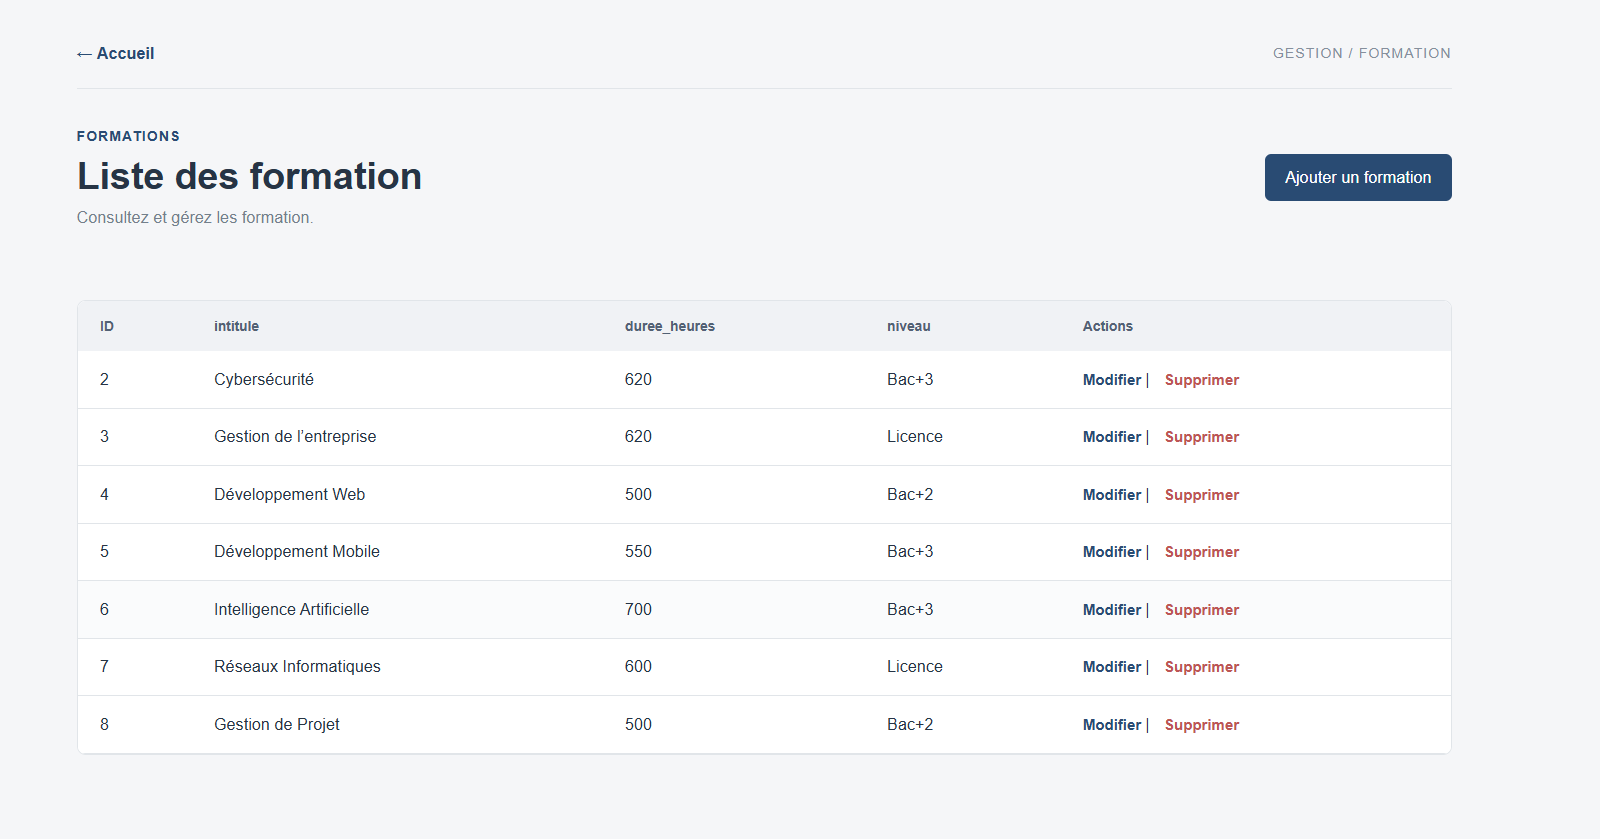 ← Accueil GESTION / FORMATION
FORMATIONS
Liste des formation
Ajouter un formation
Consultez et gérez les formation.
ID intitule duree_heures niveau Actions
2 Cybersécurité 620 Bac+3 Modifier | Supprimer
3 Gestion de l’entreprise 620 Licence Modifier | Supprimer
4 Développement Web 500 Bac+2 Modifier | Supprimer
5 Développement Mobile 550 Bac+3 Modifier | Supprimer
6 Intelligence Artificielle 700 Bac+3 Modifier | Supprimer
7 Réseaux Informatiques 600 Licence Modifier | Supprimer
8 Gestion de Projet 500 Bac+2 Modifier | Supprimer